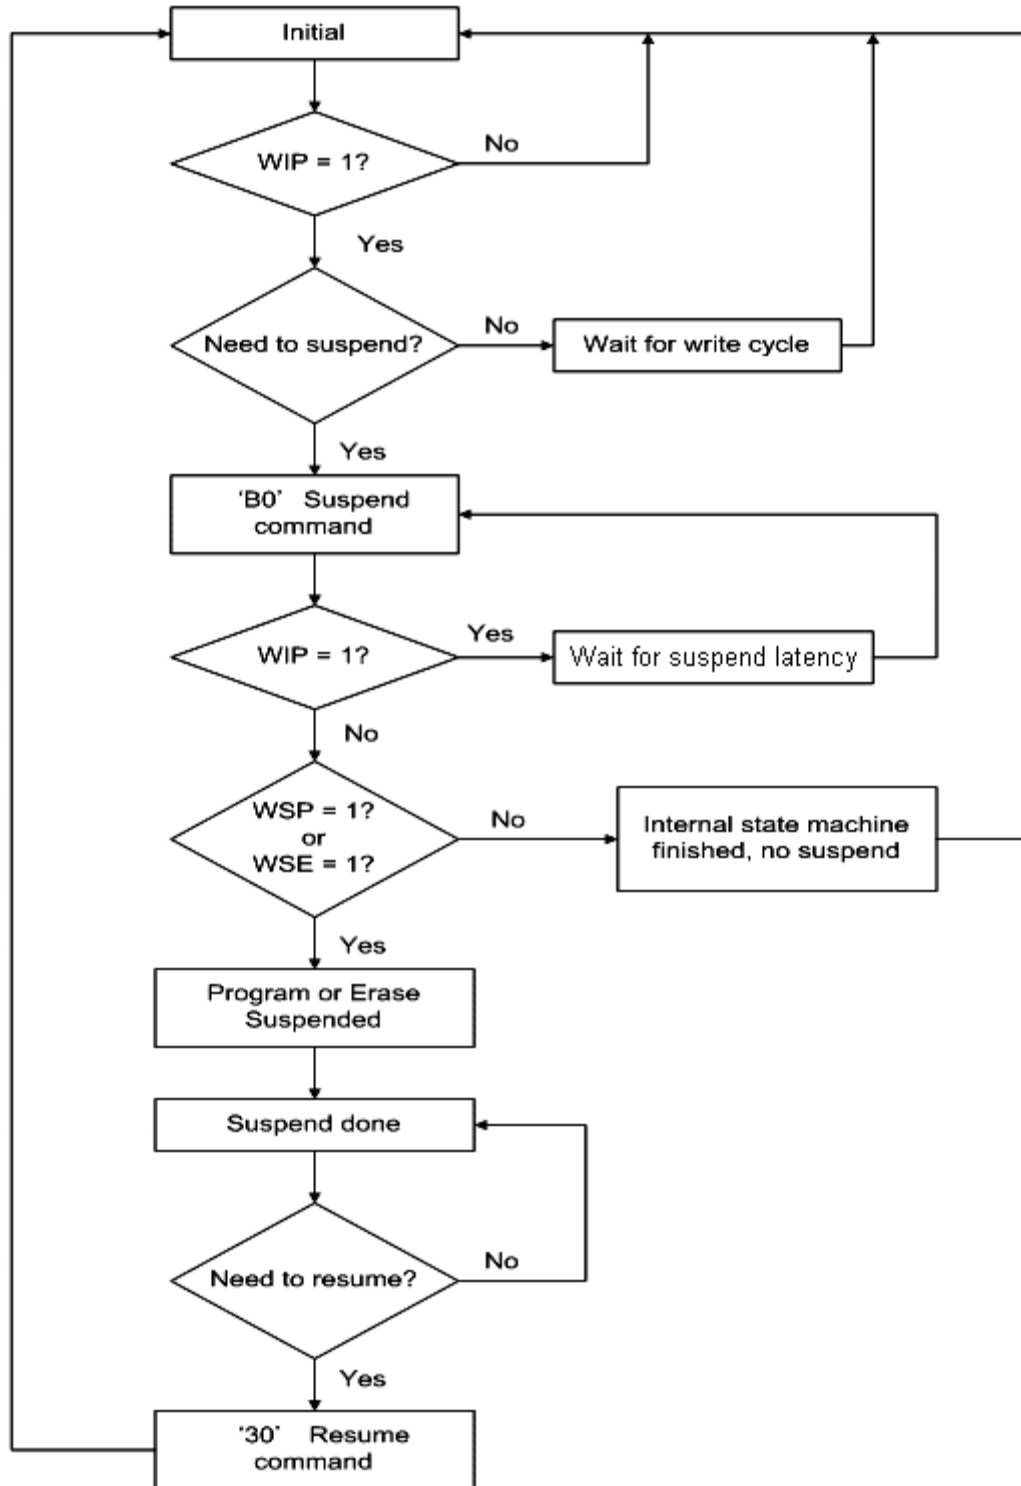 Initial
WIP = 1?
No
Yes
Need to suspend?
No
Wait for write cycle
Yes
‘B0’ Suspend
command
WIP = 1?
Yes
Wait for suspend latency
No
WSP = 1?
or
WSE = 1?
No
Internal state machine
finished, no suspend
Yes
Program or Erase
Suspended
Suspend done
Need to resume?
No
Yes
‘30’ Resume
command